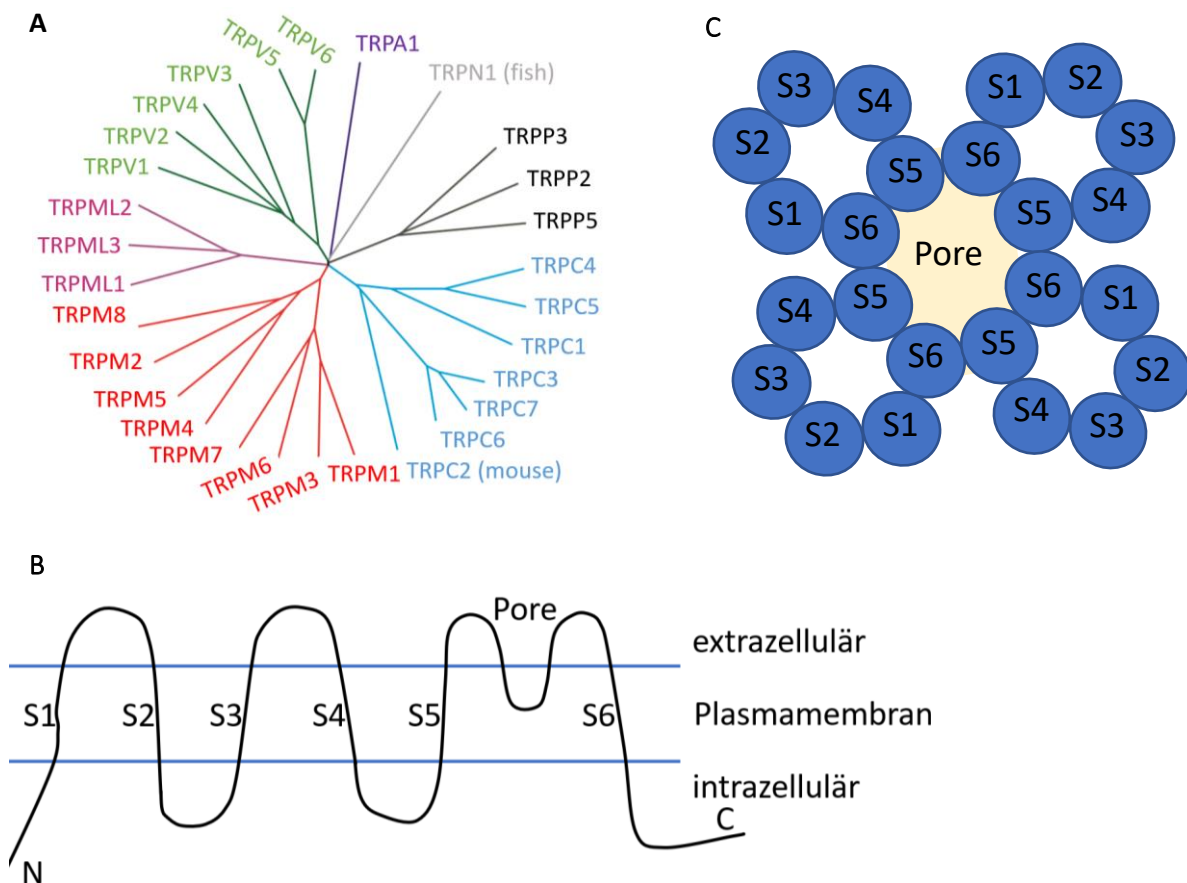 A
TRPV5
TRPV6
TRPA1
TRPV3
TRPN1 (fish)
TRPV4
TRPV2
TRPP3
TRPV1
TRPP2
TRPML2
TRPP5
TRPML3
TRPC4
TRPML1
TRPC5
TRPM8
TRPC1
TRPM2
TRPC3
TRPM5
TRPC7
TRPM4
TRPC6
TRPM7
TRPM6
TRPM3
TRPM1
TRPC2 (mouse)
C
S3
S4
S2
S5
S1
S6
S1
S2
S6
S3
S5
S4
Pore
S4
S5
S3
S6
S2
S1
S6
S1
S5
S2
S4
S3
B
Pore
extrazellulär
S1
S2
S3
S4
S5
S6
Plasmamembran
intrazellulär
C
N